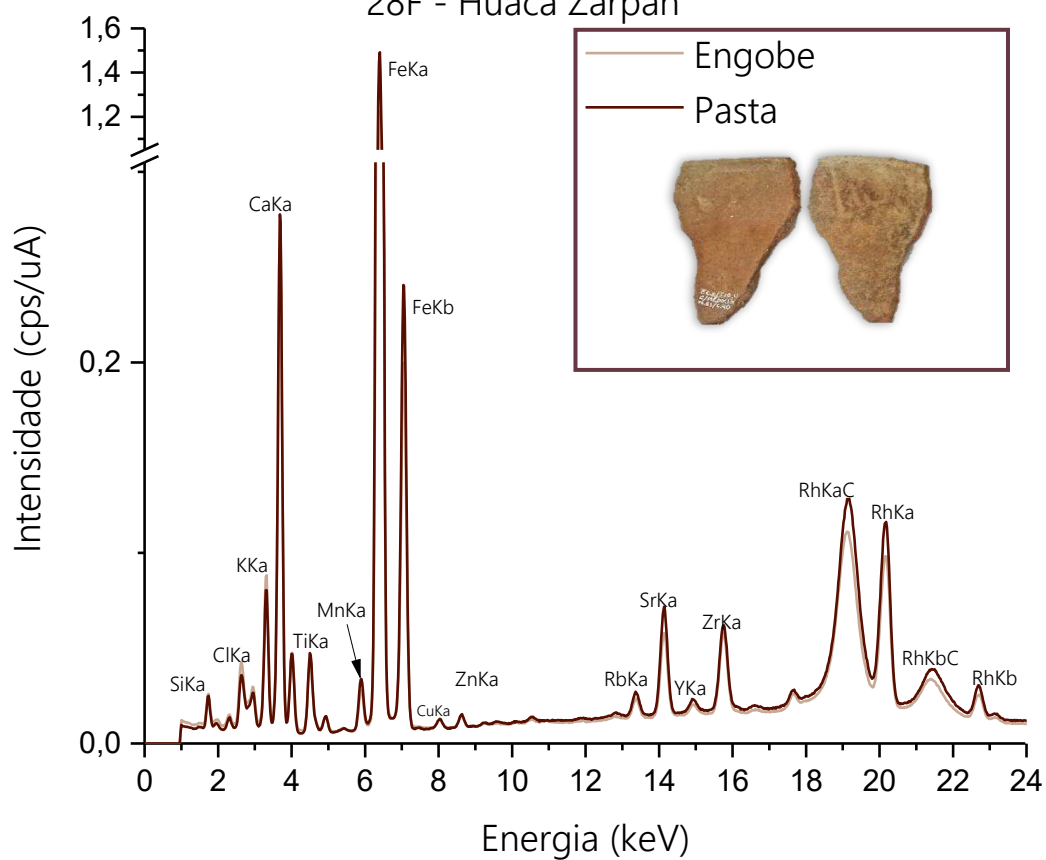 28F - Huaca Zarpán
1,6
1,4
1,2
0,2
0,0
Intensidade (cps/uA)
Engobe
Pasta
FeKa
CaKa
FeKb
KKa
MnKa
ClKa
TiKa
SiKa
ZnKa
CuKa
RhKaC
RhKa
SrKa
ZrKa
RbKa
YKa
RhKbC
RhKb
0 2 4 6 8 10 12 14 16 18 20 22 24
Energia (keV)